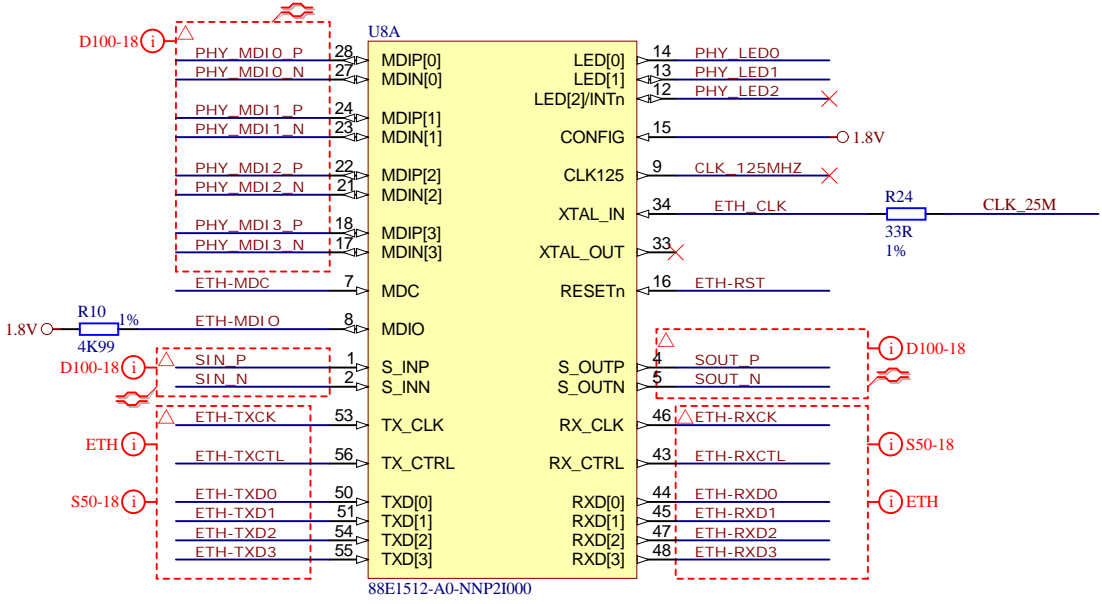 U8A
D100-18 i
PHY_MDI0_P 28 MDIP[0] LED[0] 14 PHY_LED0
PHY_MDI0_N 27 MDIN[0] LED[1] 13 PHY_LED1
LED[2]/INTn 12 PHY_LED2
PHY_MDI1_P 24 MDIP[1]
PHY_MDI1_N 23 MDIN[1] CONFIG 15 1.8V
PHY_MDI2_P 22 MDIP[2] CLK125 9 CLK_125MHZ
PHY_MDI2_N 21 MDIN[2]
XTAL_IN 34 ETH_CLK R24 CLK_25M
33R
1%
PHY_MDI3_P 18 MDIP[3]
PHY_MDI3_N 17 MDIN[3] XTAL_OUT 33
ETH-MDC 7 MDC RESETn 16 ETH-RST
R10 1%
1.8V ETH-MDIO 8 MDIO
4K99
D100-18 i SIN_P 1 S_INP S_OUTP 4 SOUT_P i D100-18
SIN_N 2 S_INN S_OUTN 5 SOUT_N
ETH-TXCK 53 TX_CLK RX_CLK 46 ETH-RXCK
ETH i i S50-18
ETH-TXCTL 56 TX_CTRL RX_CTRL 43 ETH-RXCTL
S50-18 i ETH-TXD0 50 TXD[0] RXD[0] 44 ETH-RXD0 i ETH
ETH-TXD1 51 TXD[1] RXD[1] 45 ETH-RXD1
ETH-TXD2 54 TXD[2] RXD[2] 47 ETH-RXD2
ETH-TXD3 55 TXD[3] RXD[3] 48 ETH-RXD3
88E1512-A0-NNP2I000